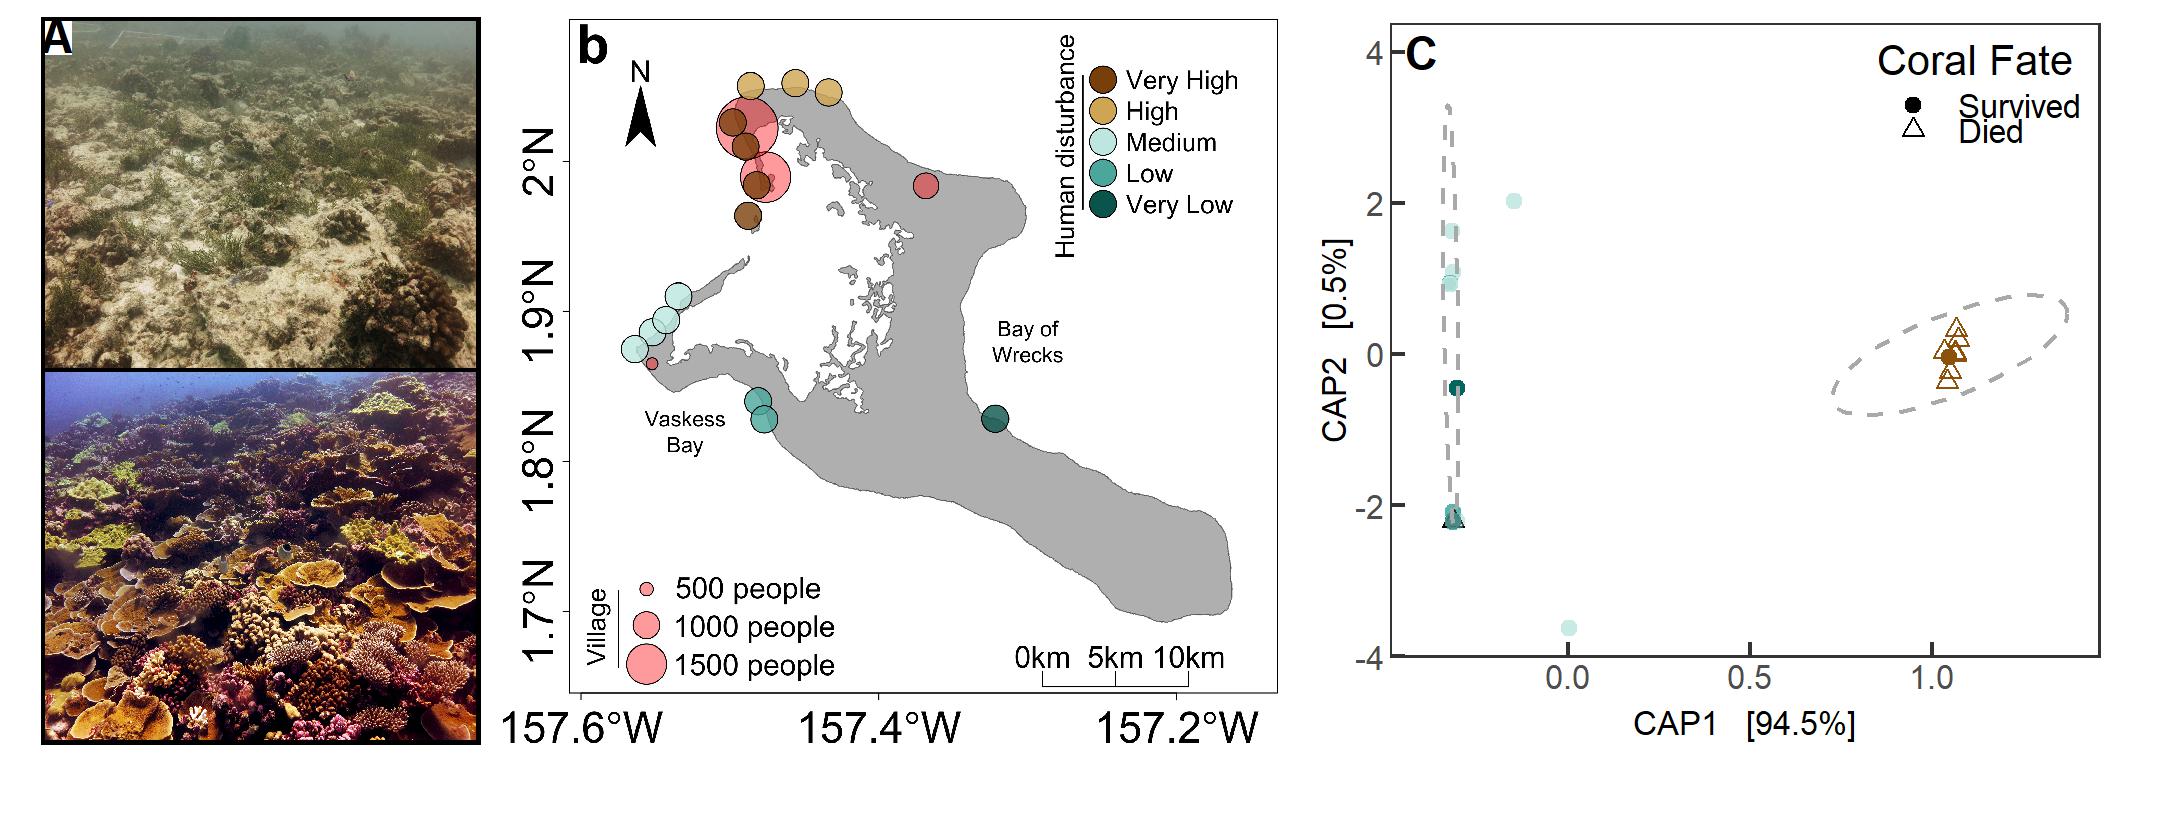 A
b
N
Human disturbance
Very High
High
Medium
Low
Very Low
2°N
1.9°N
1.8°N
1.7°N
Bay of
Wrecks
Vaskess
Bay
Village
500 people
1000 people
1500 people
0km 5km 10km
157.6°W 157.4°W 157.2°W
C
Coral Fate
Survived
Died
CAP2 [0.5%]
4
2
0
-2
-4
0.0 0.5 1.0
CAP1 [94.5%]